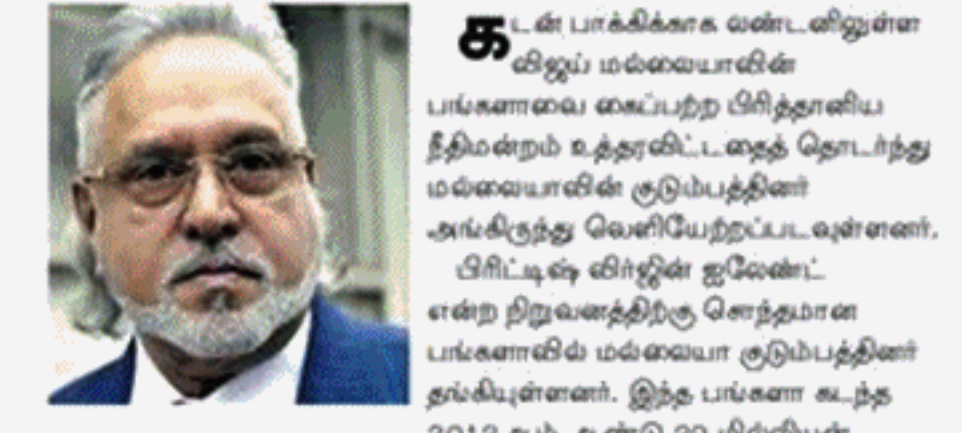 கடன் பாக்கிக்காக லண்டனிலுள்ள
விஜய் மல்லையாவின்
பங்களாவை கைப்பற்ற பிரித்தானிய
நீதிமன்றம் உத்தரவிட்டதைத் தொடர்ந்து
மல்லையாவின் குடும்பத்தினர்
அங்கிருந்து வெளியேற்றப்படவுள்ளனர்.
பிரிட்டிஷ் விர்ஜின் ஐலேண்ட்
என்ற நிறுவனத்திற்கு சொந்தமான
பங்களாவில் மல்லையா குடும்பத்தினர்
தங்கியுள்ளனர். இந்த பங்களா கடந்த